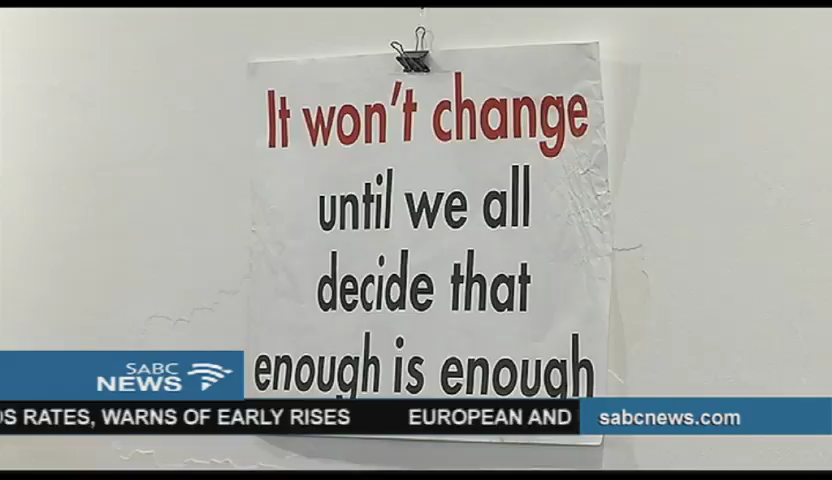 It won't change
until we all
decide that
enough is enough
SABC
NEWS
RATES, WARNS OF EARLY RISES EUROPEAN AND
sabcnews.com